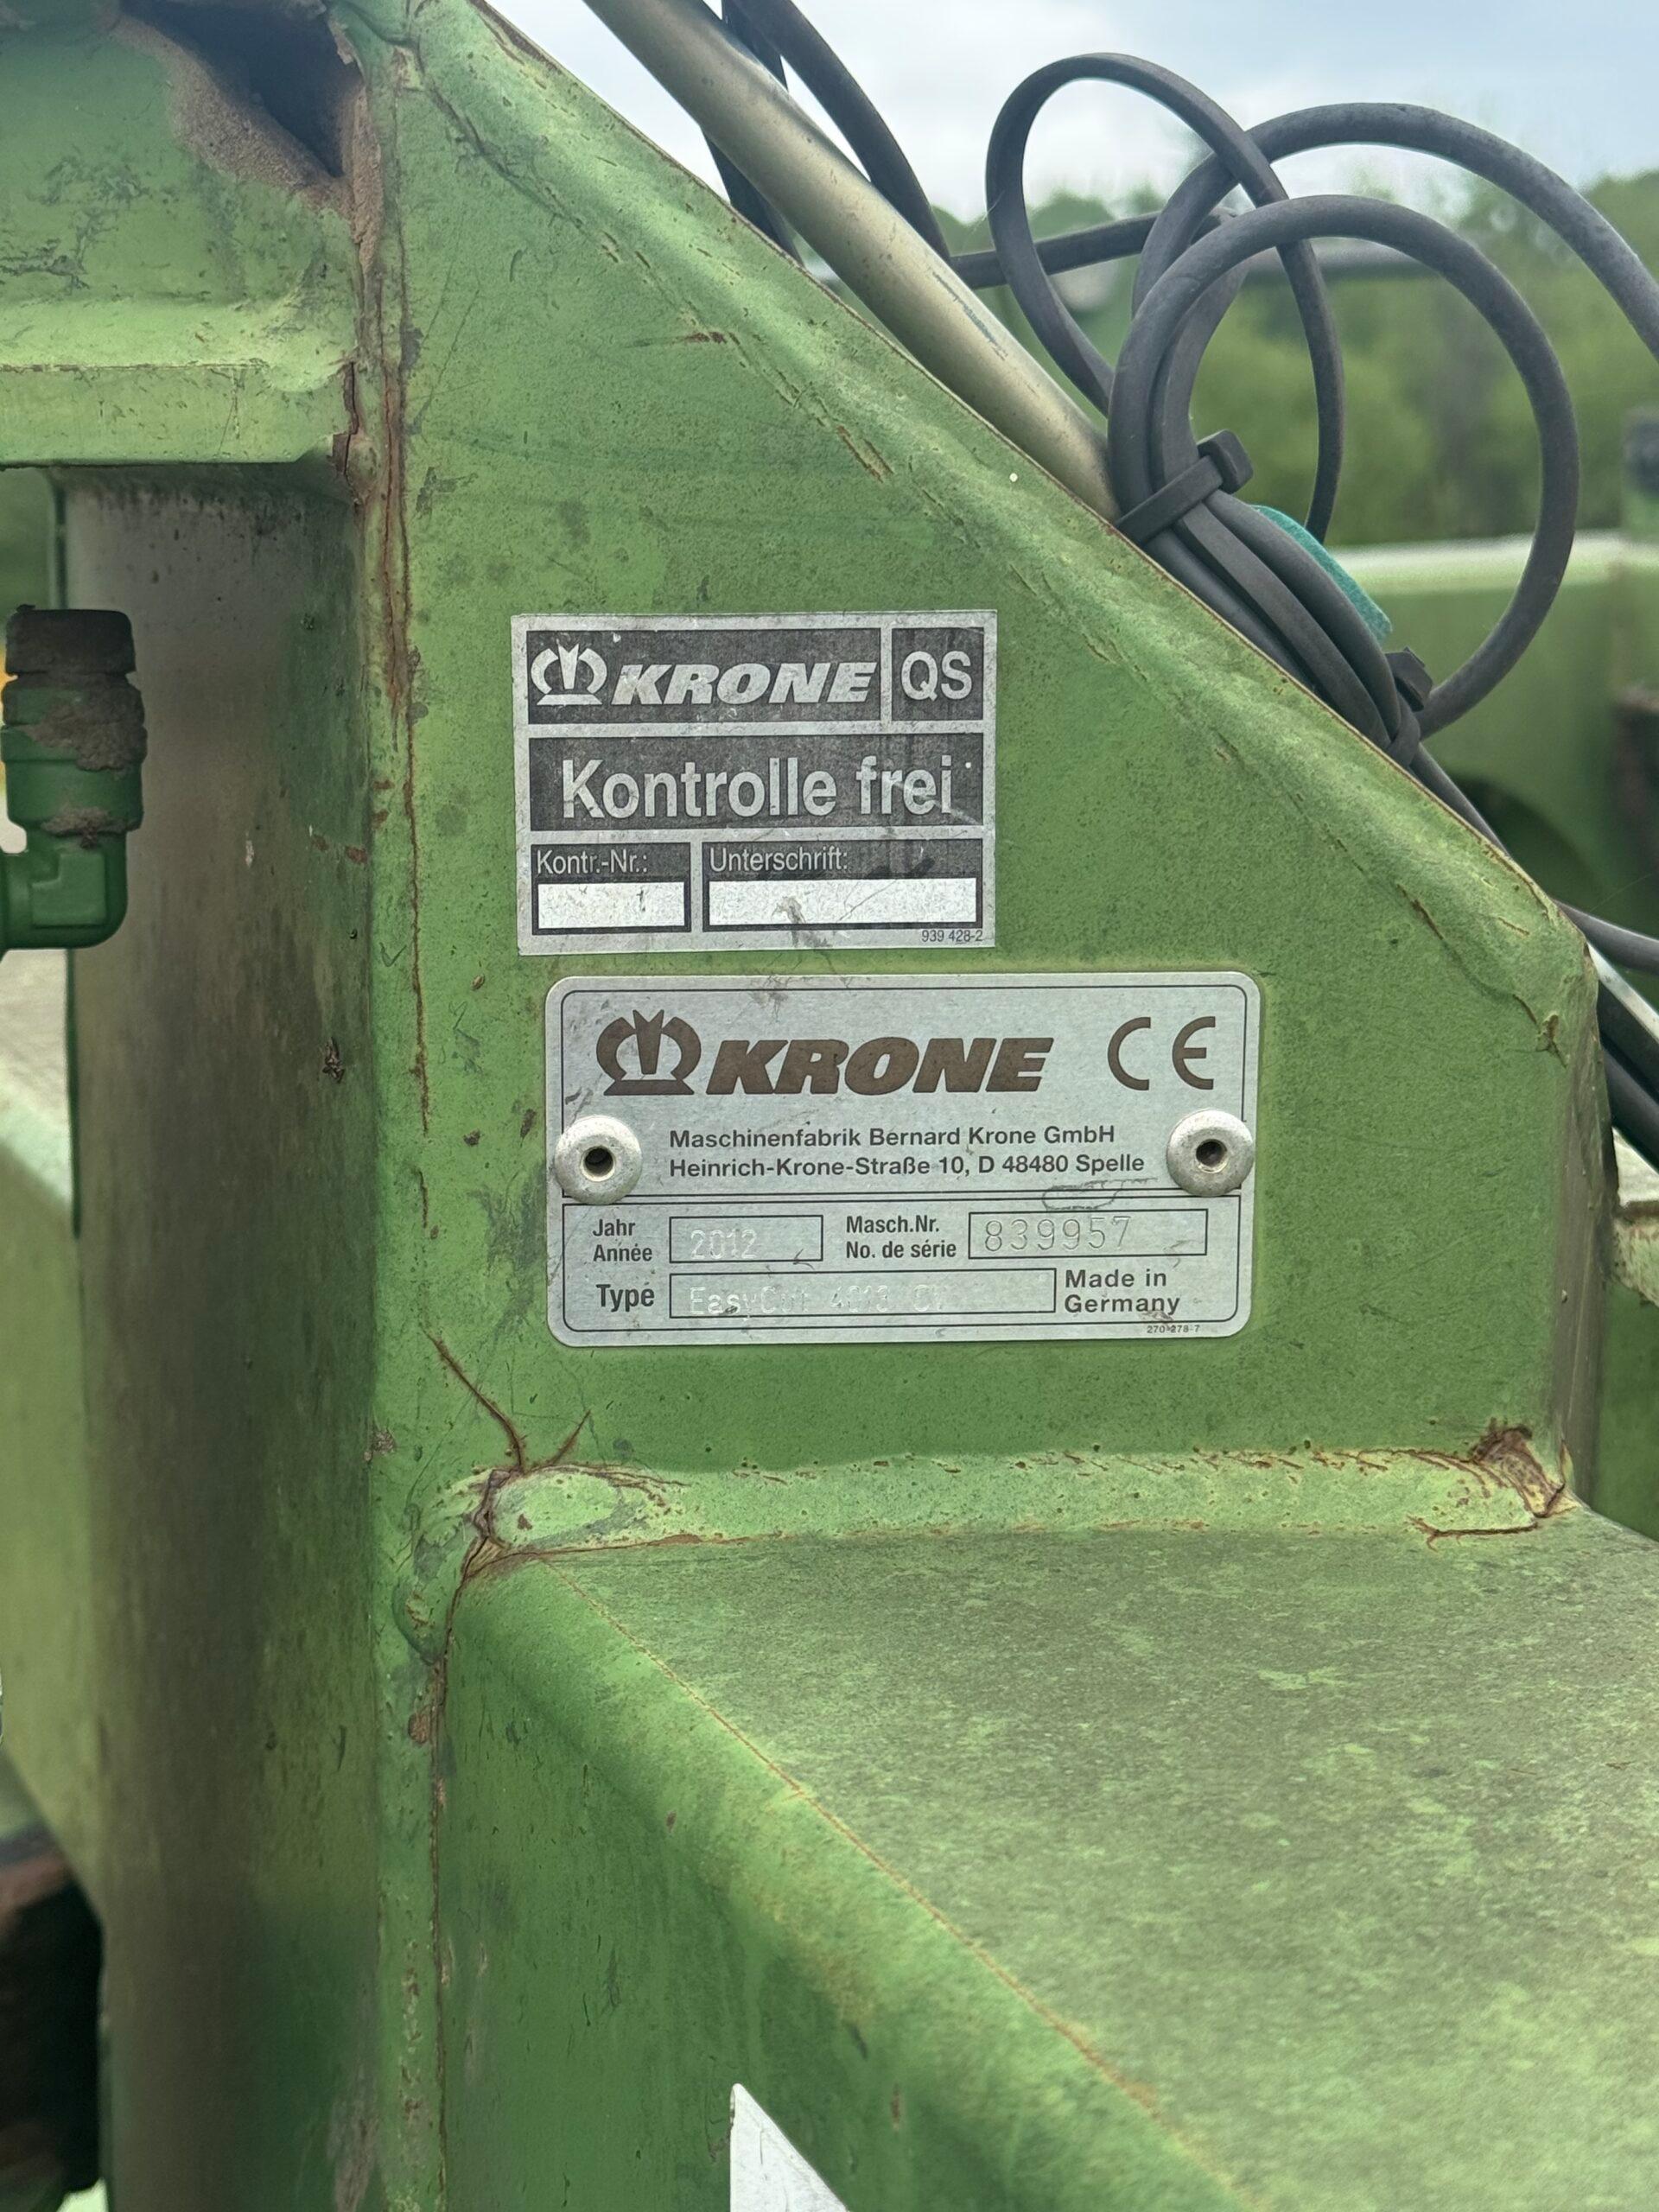 KRONE QS
Kontrolle frei
Kontr.-Nr.: Unterschrift:
939 428-2
KRONE CE
Maschinenfabrik Bernard Krone GmbH
Heinrich-Krone-Straße 10, D 48480 Spelle
Jahr
Année
2012
Masch.Nr.
No. de série
839957
Type
EasyCut
Made in
Germany
270-278-7